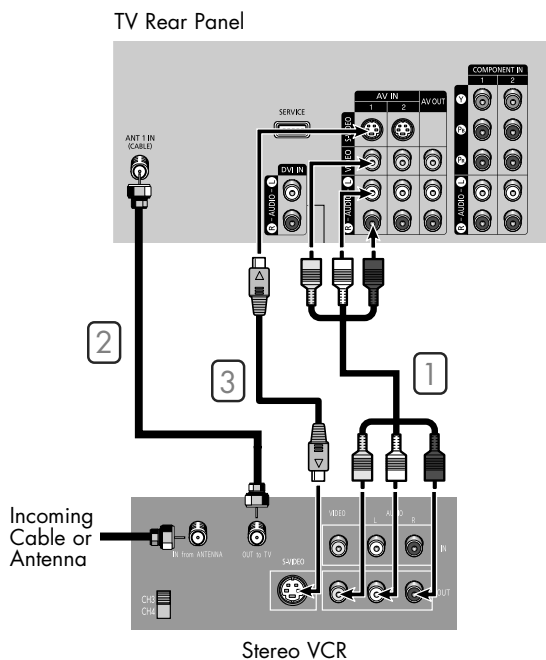 TV Rear Panel
COMPONENT IN
1 2
AV IN
1 2
AV OUT
SERVICE
S-VIDEO
Y
VIDEO
PB
PR
ANT 1 IN
(CABLE)
DVI IN
R - AUDIO - L
R - AUDIO - L
R - AUDIO - L
2
3
1
Incoming
Cable or
Antenna
IN from ANTENNA
OUT to TV
S-VIDEO
VIDEO
AUDIO
L R
IN
OUT
CH3
CH4
Stereo VCR